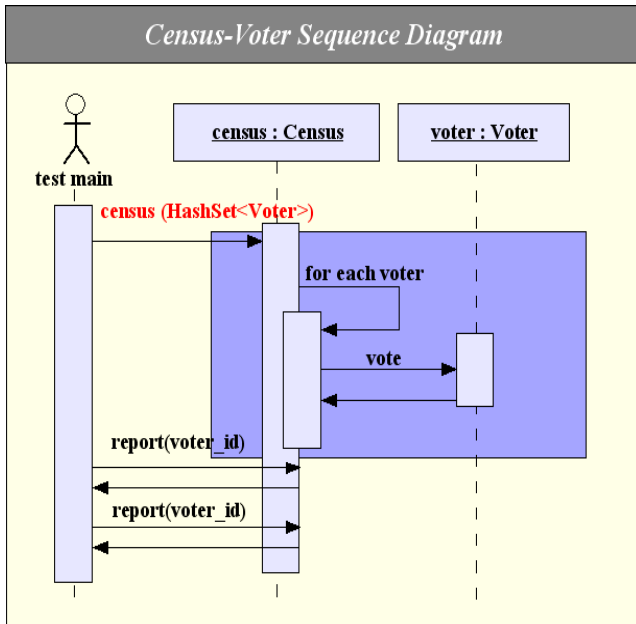 Census-Voter Sequence Diagram
census : Census
voter : Voter
test main
census (HashSet<Voter>)
for each voter
vote
report(voter_id)
report(voter_id)